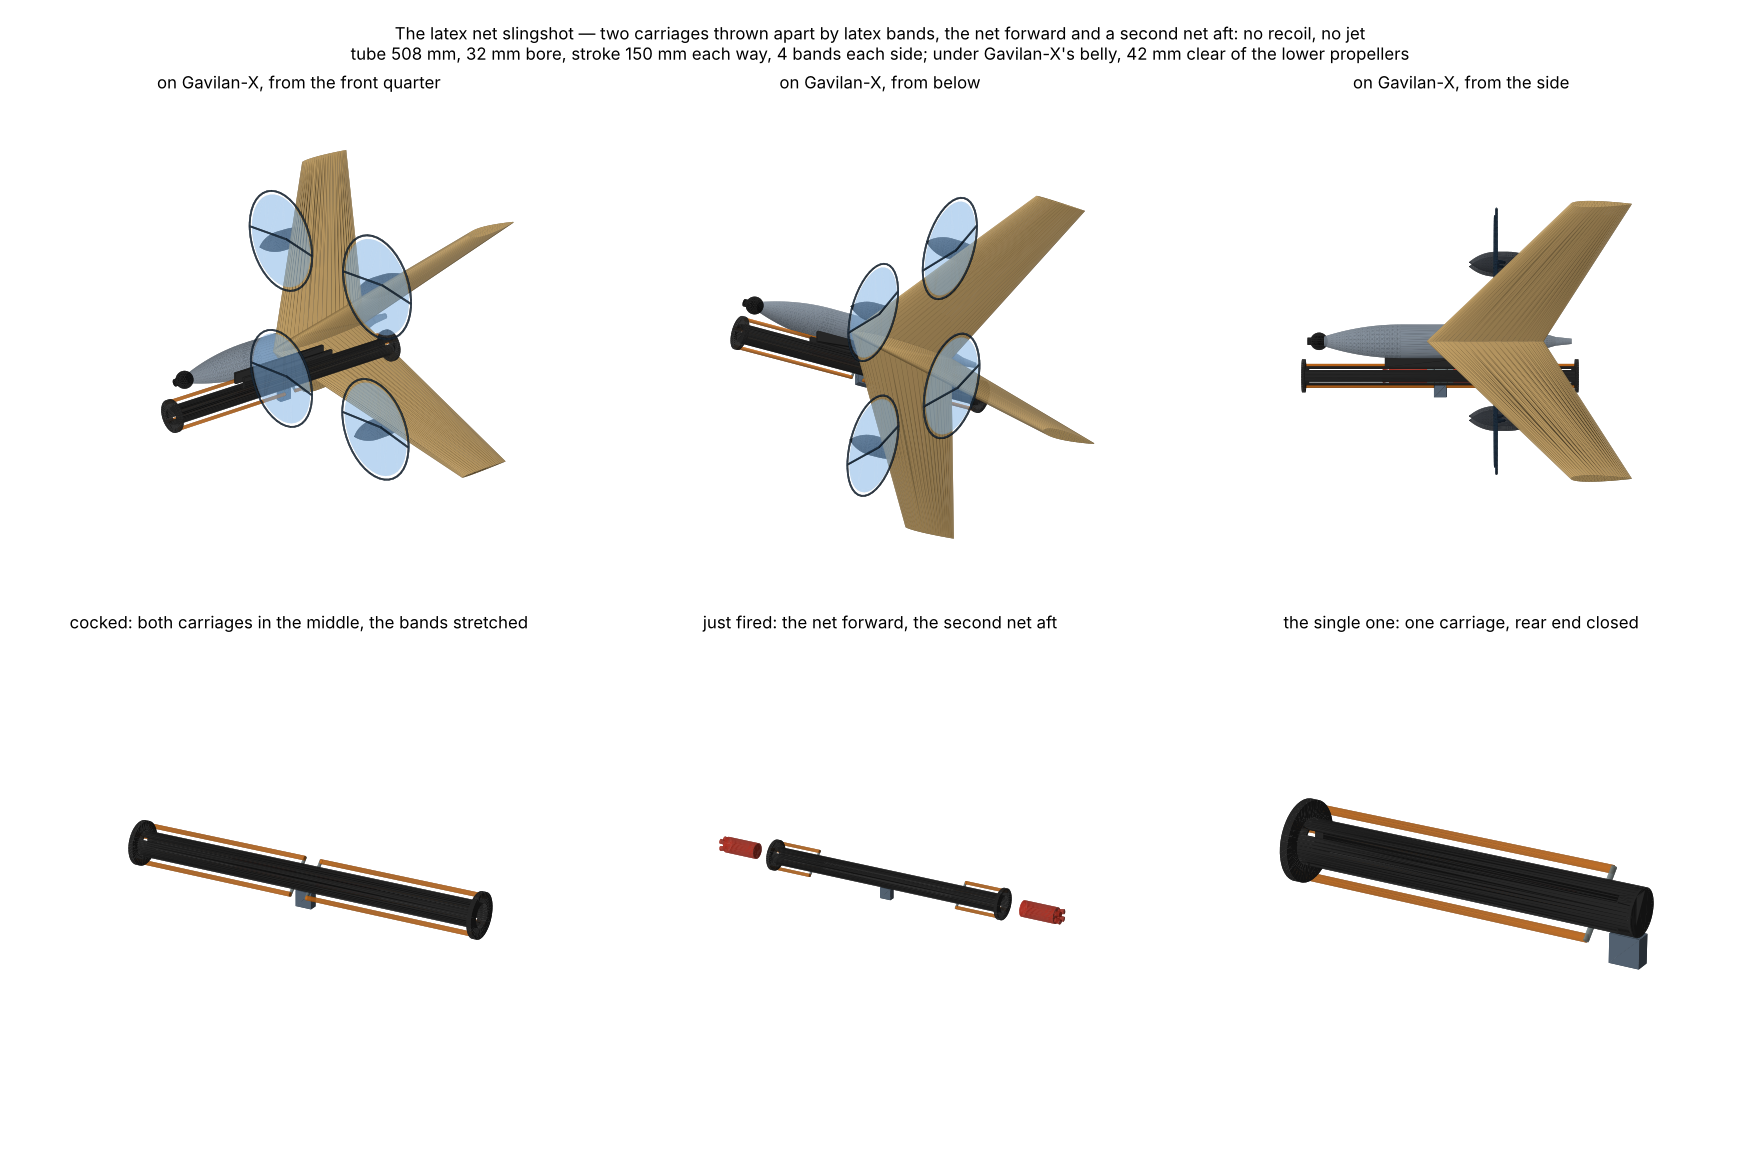 The latex net slingshot — two carriages thrown apart by latex bands, the net forward and a second net aft: no recoil, no jet
tube 508 mm, 32 mm bore, stroke 150 mm each way, 4 bands each side; under Gavilan-X's belly, 42 mm clear of the lower propellers
on Gavilan-X, from the front quarter
on Gavilan-X, from below
on Gavilan-X, from the side
cocked: both carriages in the middle, the bands stretched
just fired: the net forward, the second net aft
the single one: one carriage, rear end closed